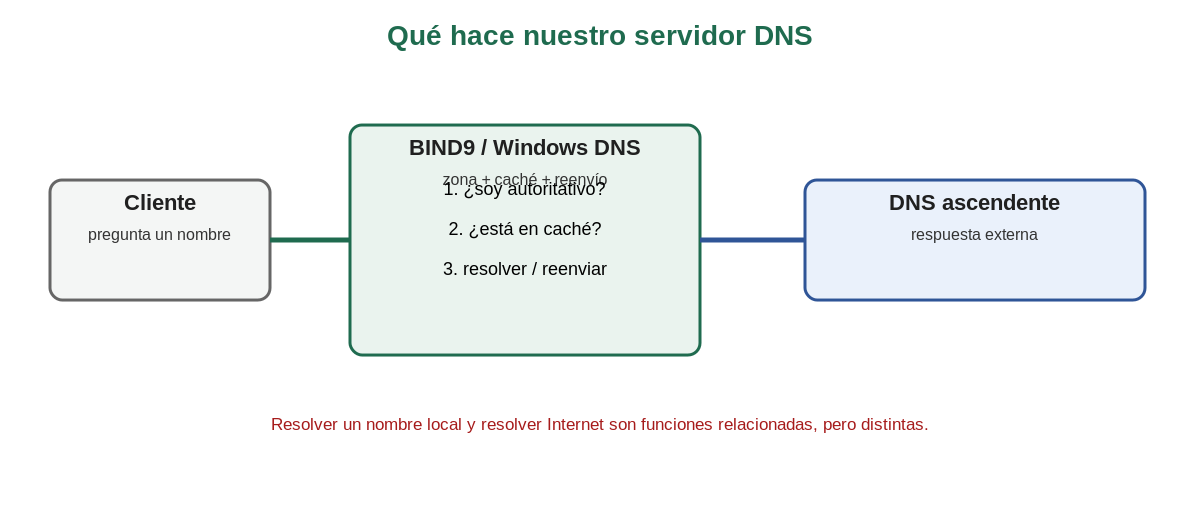 Qué hace nuestro servidor DNS
Cliente
pregunta un nombre
BIND9 / Windows DNS
zona + caché + reenvío
1. ¿soy autoritativo?
2. ¿está en caché?
3. resolver / reenviar
DNS ascendente
respuesta externa
Resolver un nombre local y resolver Internet son funciones relacionadas, pero distintas.